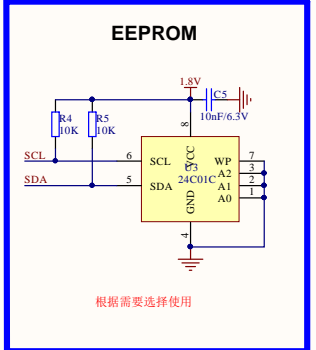 EEPROM
1.8V
C5
10nF/6.3V
R4
10K
R5
10K
SCL
SDA
6
5
8
4
SCL
SDA
VCC
GND
U3
24C01C
WP
A2
A1
A0
7
3
2
1
根据需要选择使用